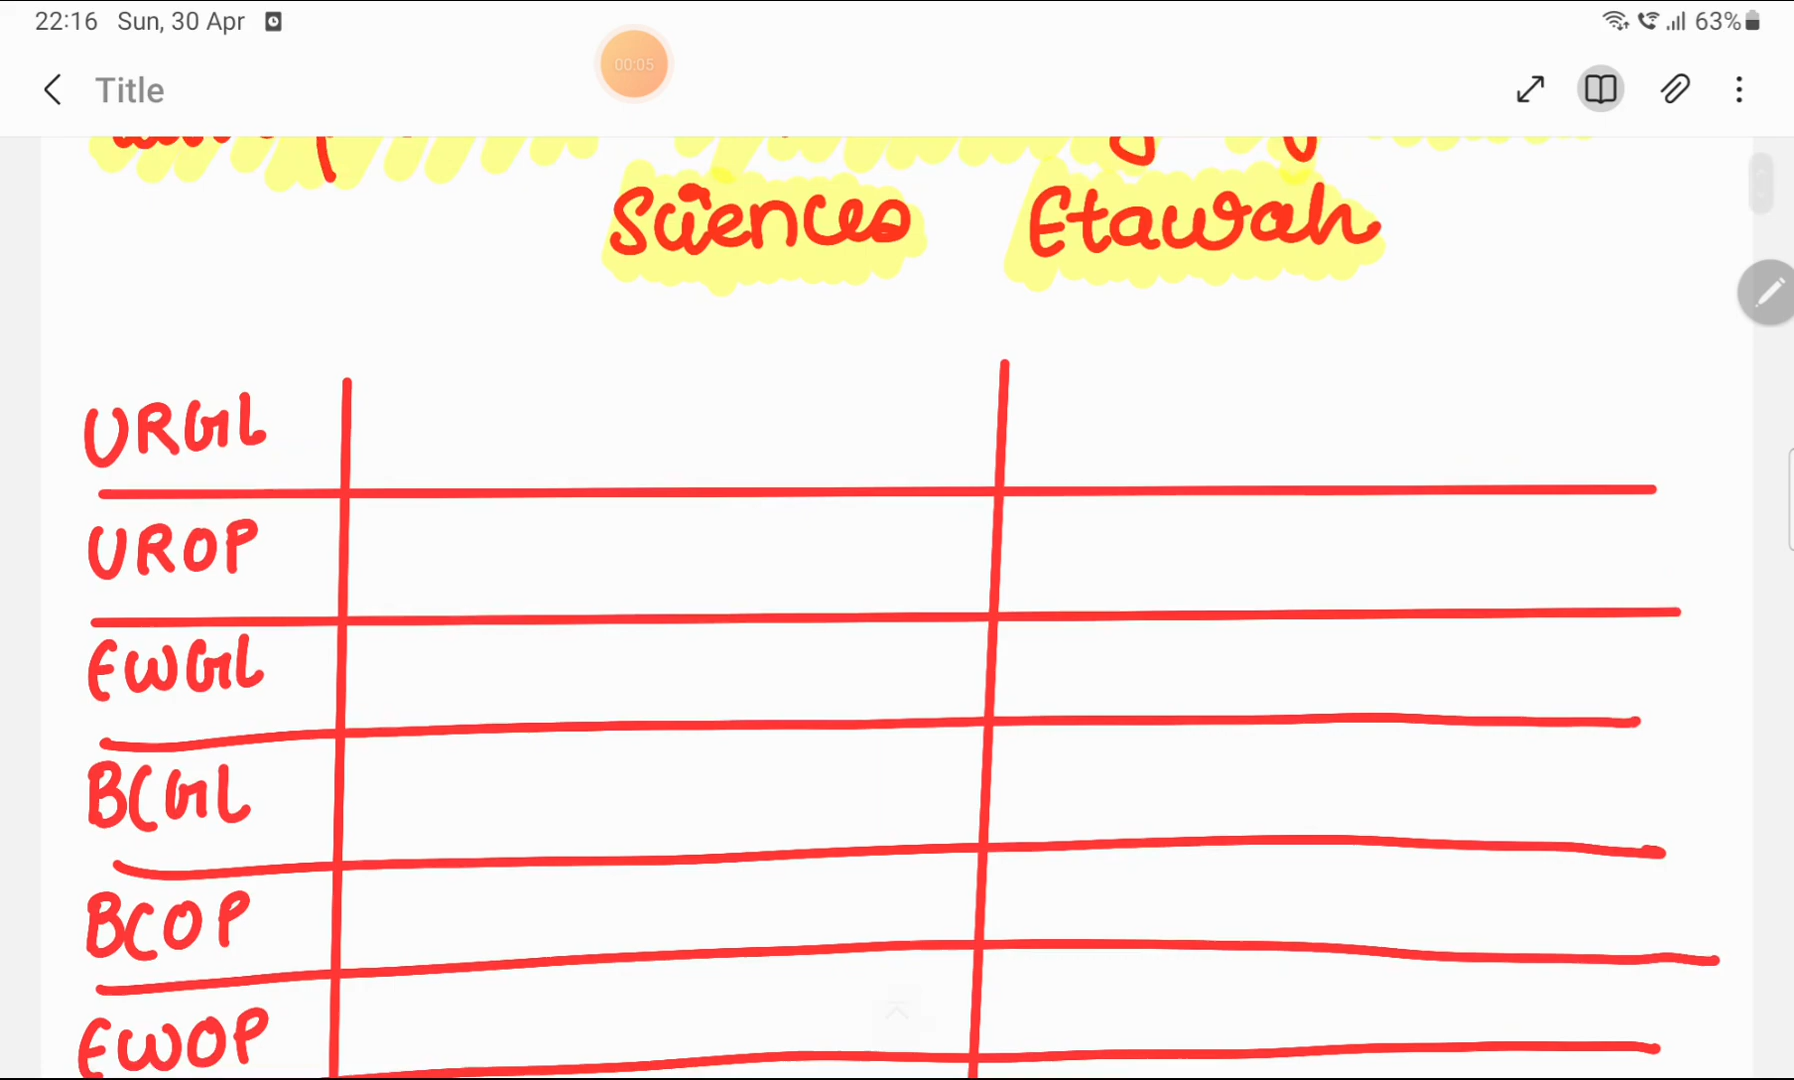 22:16 Sun, 30 Apr 63%
00:05
Title
Sciences Etawah
URGL
UROP
EWGL
BCGL
BCOP
EWOP